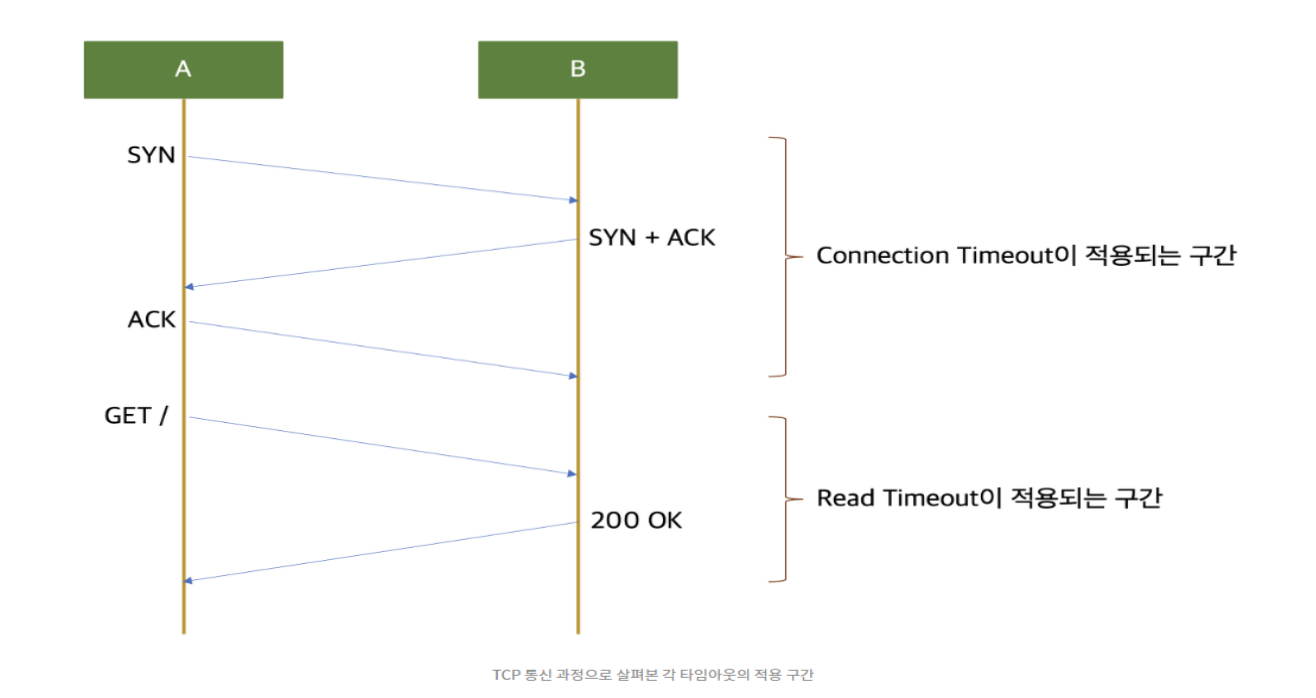 A
B
SYN
SYN + ACK
Connection Timeout이 적용되는 구간
ACK
GET /
Read Timeout이 적용되는 구간
200 OK
TCP 통신 과정으로 살펴본 각 타임아웃의 적용 구간